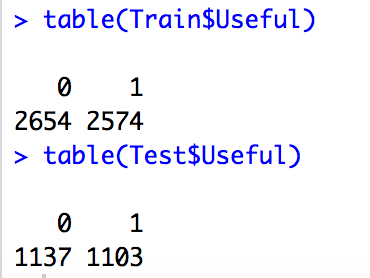 > table(Train$Useful)
0 1
2654 2574
> table(Test$Useful)
0 1
1137 1103